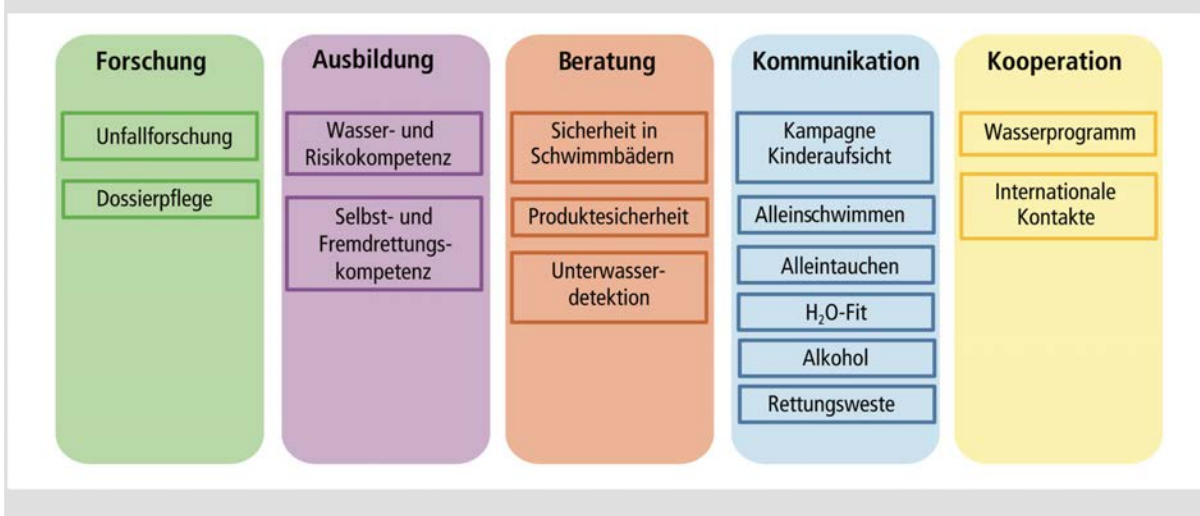 Forschung
Unfallforschung
Dossierpflege
Ausbildung
Wasser- und
Risikokompetenz
Selbst- und
Fremdrettungs-
kompetenz
Beratung
Sicherheit in
Schwimmbädern
Produktesicherheit
Unterwasser-
detektion
Kommunikation
Kampagne
Kinderaufsicht
Alleinschwimmen
Alleintauchen
H₂O-Fit
Alkohol
Rettungsweste
Kooperation
Wasserprogramm
Internationale
Kontakte